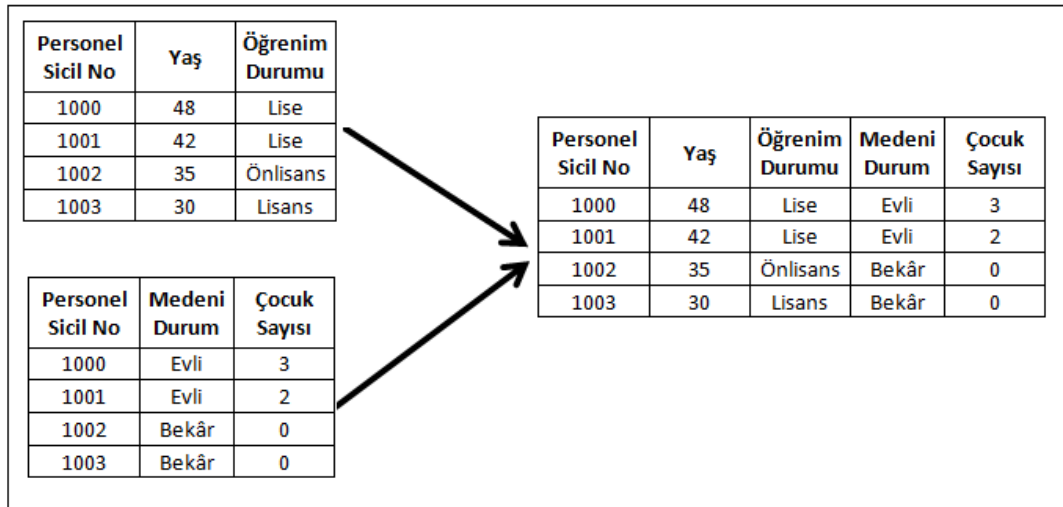 Personel Sicil No Yaş Öğrenim Durumu
1000 48 Lise
1001 42 Lise
1002 35 Önlisans
1003 30 Lisans
Personel Sicil No Medeni Durum Çocuk Sayısı
1000 Evli 3
1001 Evli 2
1002 Bekâr 0
1003 Bekâr 0
Personel Sicil No Yaş Öğrenim Durumu Medeni Durum Çocuk Sayısı
1000 48 Lise Evli 3
1001 42 Lise Evli 2
1002 35 Önlisans Bekâr 0
1003 30 Lisans Bekâr 0